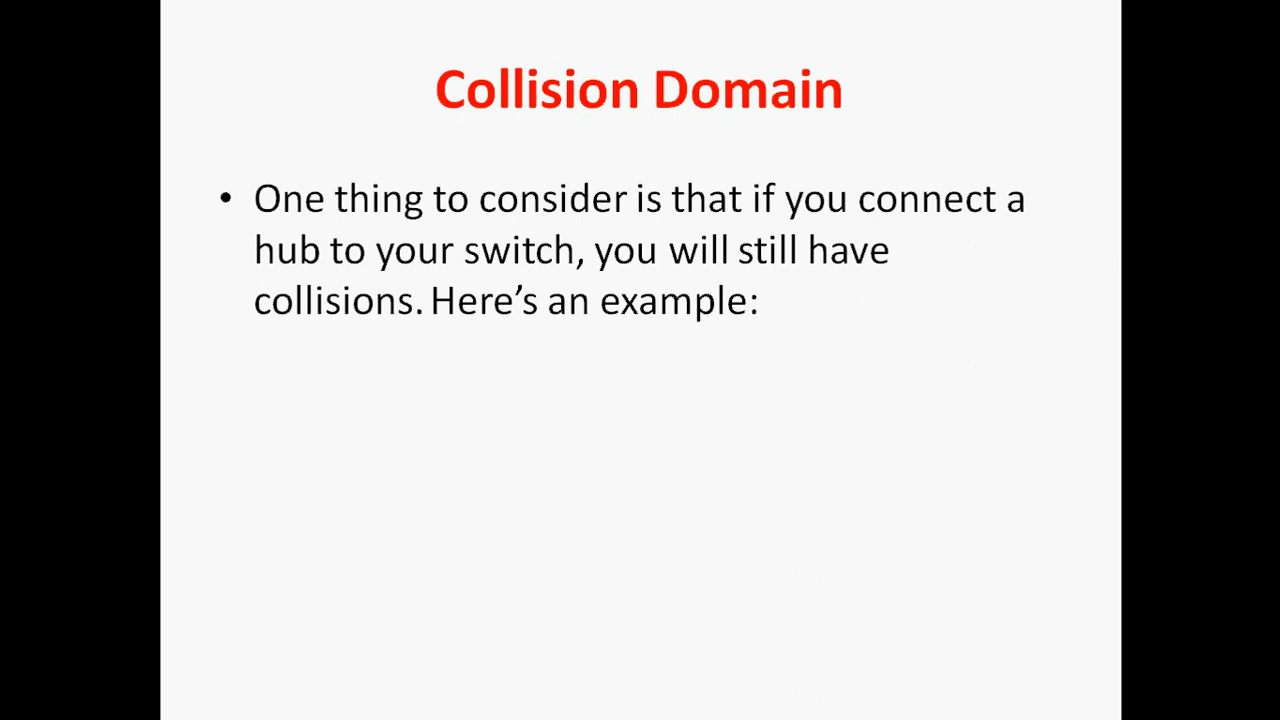 Collision Domain
• One thing to consider is that if you connect a
hub to your switch, you will still have
collisions. Here’s an example: